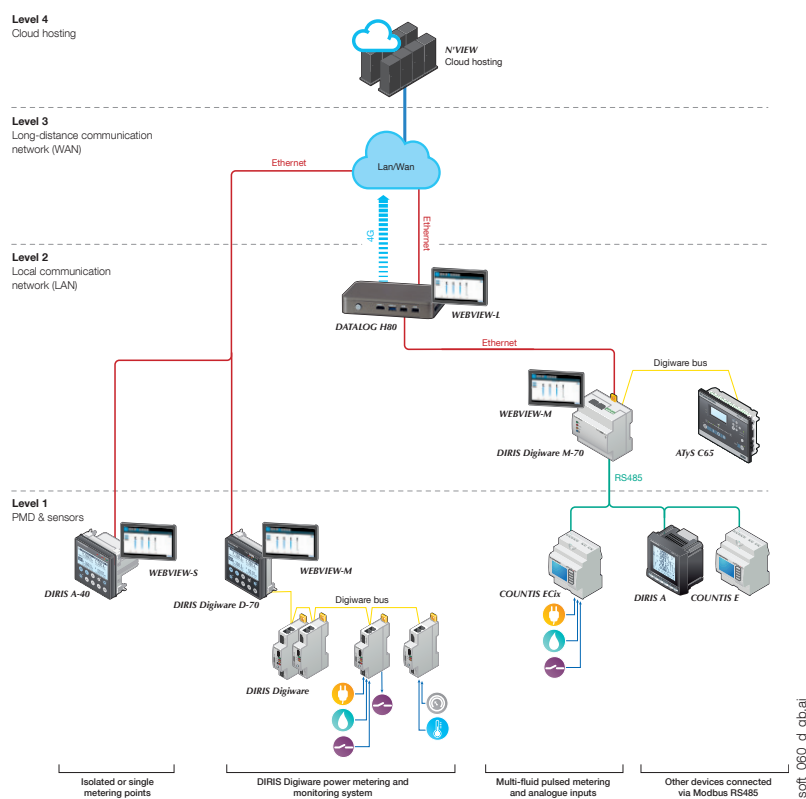 Level 4
Cloud hosting
N'VIEW
Cloud hosting
Level 3
Long-distance communication
network (WAN)
Ethernet
Lan/Wan
4G
Ethernet
Level 2
Local communication
network (LAN)
DATALOG H80
WEBVIEW-L
Ethernet
Digiware bus
WEBVIEW-M
DIRIS Digiware M-70
ATyS C65
RS485
Level 1
PMD & sensors
DIRIS A-40
WEBVIEW-S
DIRIS Digiware D-70
WEBVIEW-M
Digiware bus
DIRIS Digiware
COUNTIS ECix
DIRIS A
COUNTIS E
Isolated or single
metering points
DIRIS Digiware power metering and
monitoring system
Multi-fluid pulsed metering
and analogue inputs
Other devices connected
via Modbus RS485
soft_060_d_gb.ai